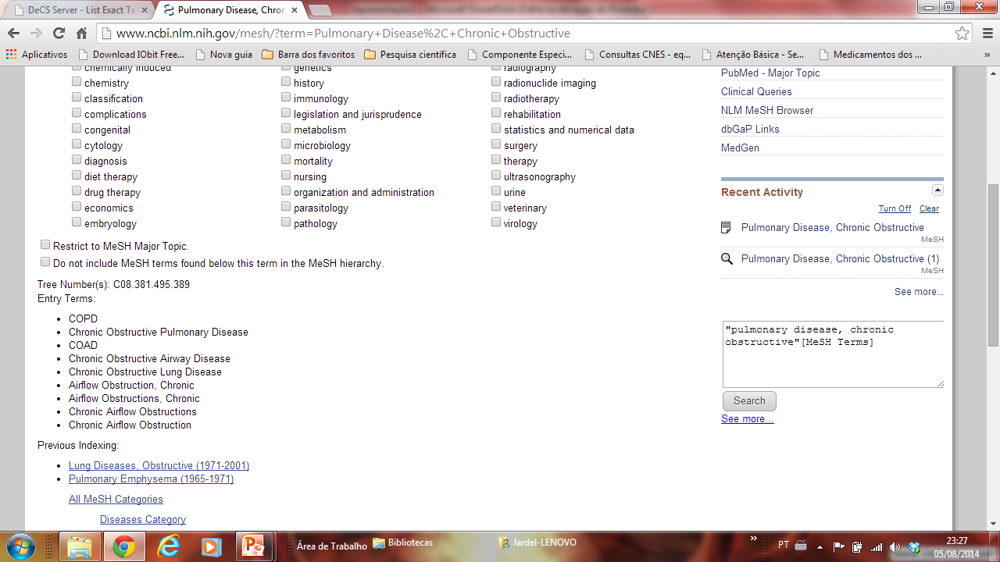 DeCS Server - List Exact Te
Pulmonary Disease, Chron
www.ncbi.nlm.nih.gov/mesh/?term=Pulmonary+Disease%2C+Chronic+Obstructive
Aplicativos Download IObit Free... Nova guia Barra dos favoritos Pesquisa científica Componente Especi... Consultas CNES - eq... Atenção Básica - Se... Medicamentos dos ... »
chemically induced genetics radiography
chemistry history radionuclide imaging
classification immunology radiotherapy
complications legislation and jurisprudence rehabilitation
congenital metabolism statistics and numerical data
cytology microbiology surgery
diagnosis mortality therapy
diet therapy nursing ultrasonography
drug therapy organization and administration urine
economics parasitology veterinary
embryology pathology virology
Restrict to MeSH Major Topic.
Do not include MeSH terms found below this term in the MeSH hierarchy.
Tree Number(s): C08.381.495.389
Entry Terms:
COPD
Chronic Obstructive Pulmonary Disease
COAD
Chronic Obstructive Airway Disease
Chronic Obstructive Lung Disease
Airflow Obstruction, Chronic
Airflow Obstructions, Chronic
Chronic Airflow Obstructions
Chronic Airflow Obstruction
Previous Indexing:
Lung Diseases, Obstructive (1971-2001)
Pulmonary Emphysema (1965-1971)
All MeSH Categories
Diseases Category
PubMed - Major Topic
Clinical Queries
NLM MeSH Browser
dbGaP Links
MedGen
Recent Activity
Turn Off Clear
Pulmonary Disease, Chronic Obstructive
MeSH
Pulmonary Disease, Chronic Obstructive (1)
MeSH
See more...
"pulmonary disease, chronic
obstructive"[MeSH Terms]
Search
See more...
Área de Trabalho Bibliotecas Jardel-LENOVO » PT 23:27
05/08/2014